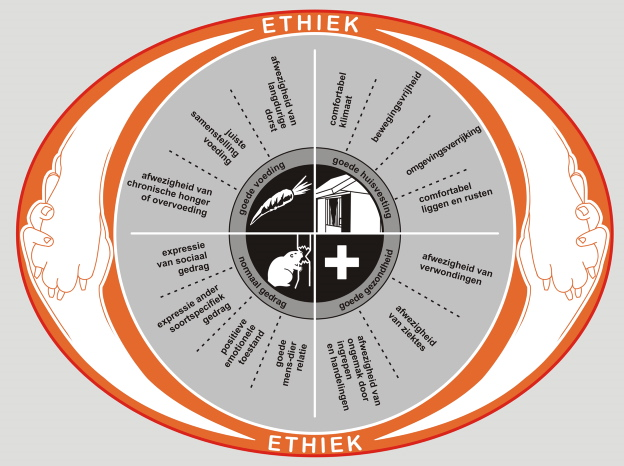 ETHIEK
afwezigheid van
langdurige
dorst
juiste
samenstelling
voeding
afwezigheid van
chronische honger
of overvoeding
goede voeding
comfortabel
klimaat
bewegingsvrijheid
omgevingsverrijking
comfortabel
liggen en rusten
goede huisvesting
expressie
van sociaal
gedrag
expressie ander
soortspecifiek
gedrag
positieve
emotionele
toestand
goede
mens-dier
relatie
normaal gedrag
afwezigheid van
verwondingen
afwezigheid
van ziektes
afwezigheid van
ongemak door
ingrepen
en handelingen
goede gezondheid
ETHIEK